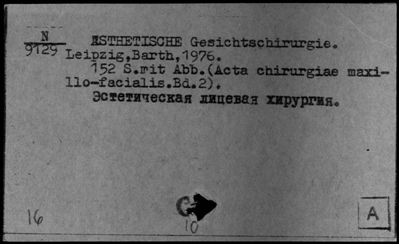 N
9129
ÄSTHETISCHE Gesichtschirurgie.
Leipzig,Barth,1976.
152 S.mit Abb.(Acta chirurgiae maxi-
llo-facialis.Bd.2).
Эстетическая лицевая хирургия.
16
10
A